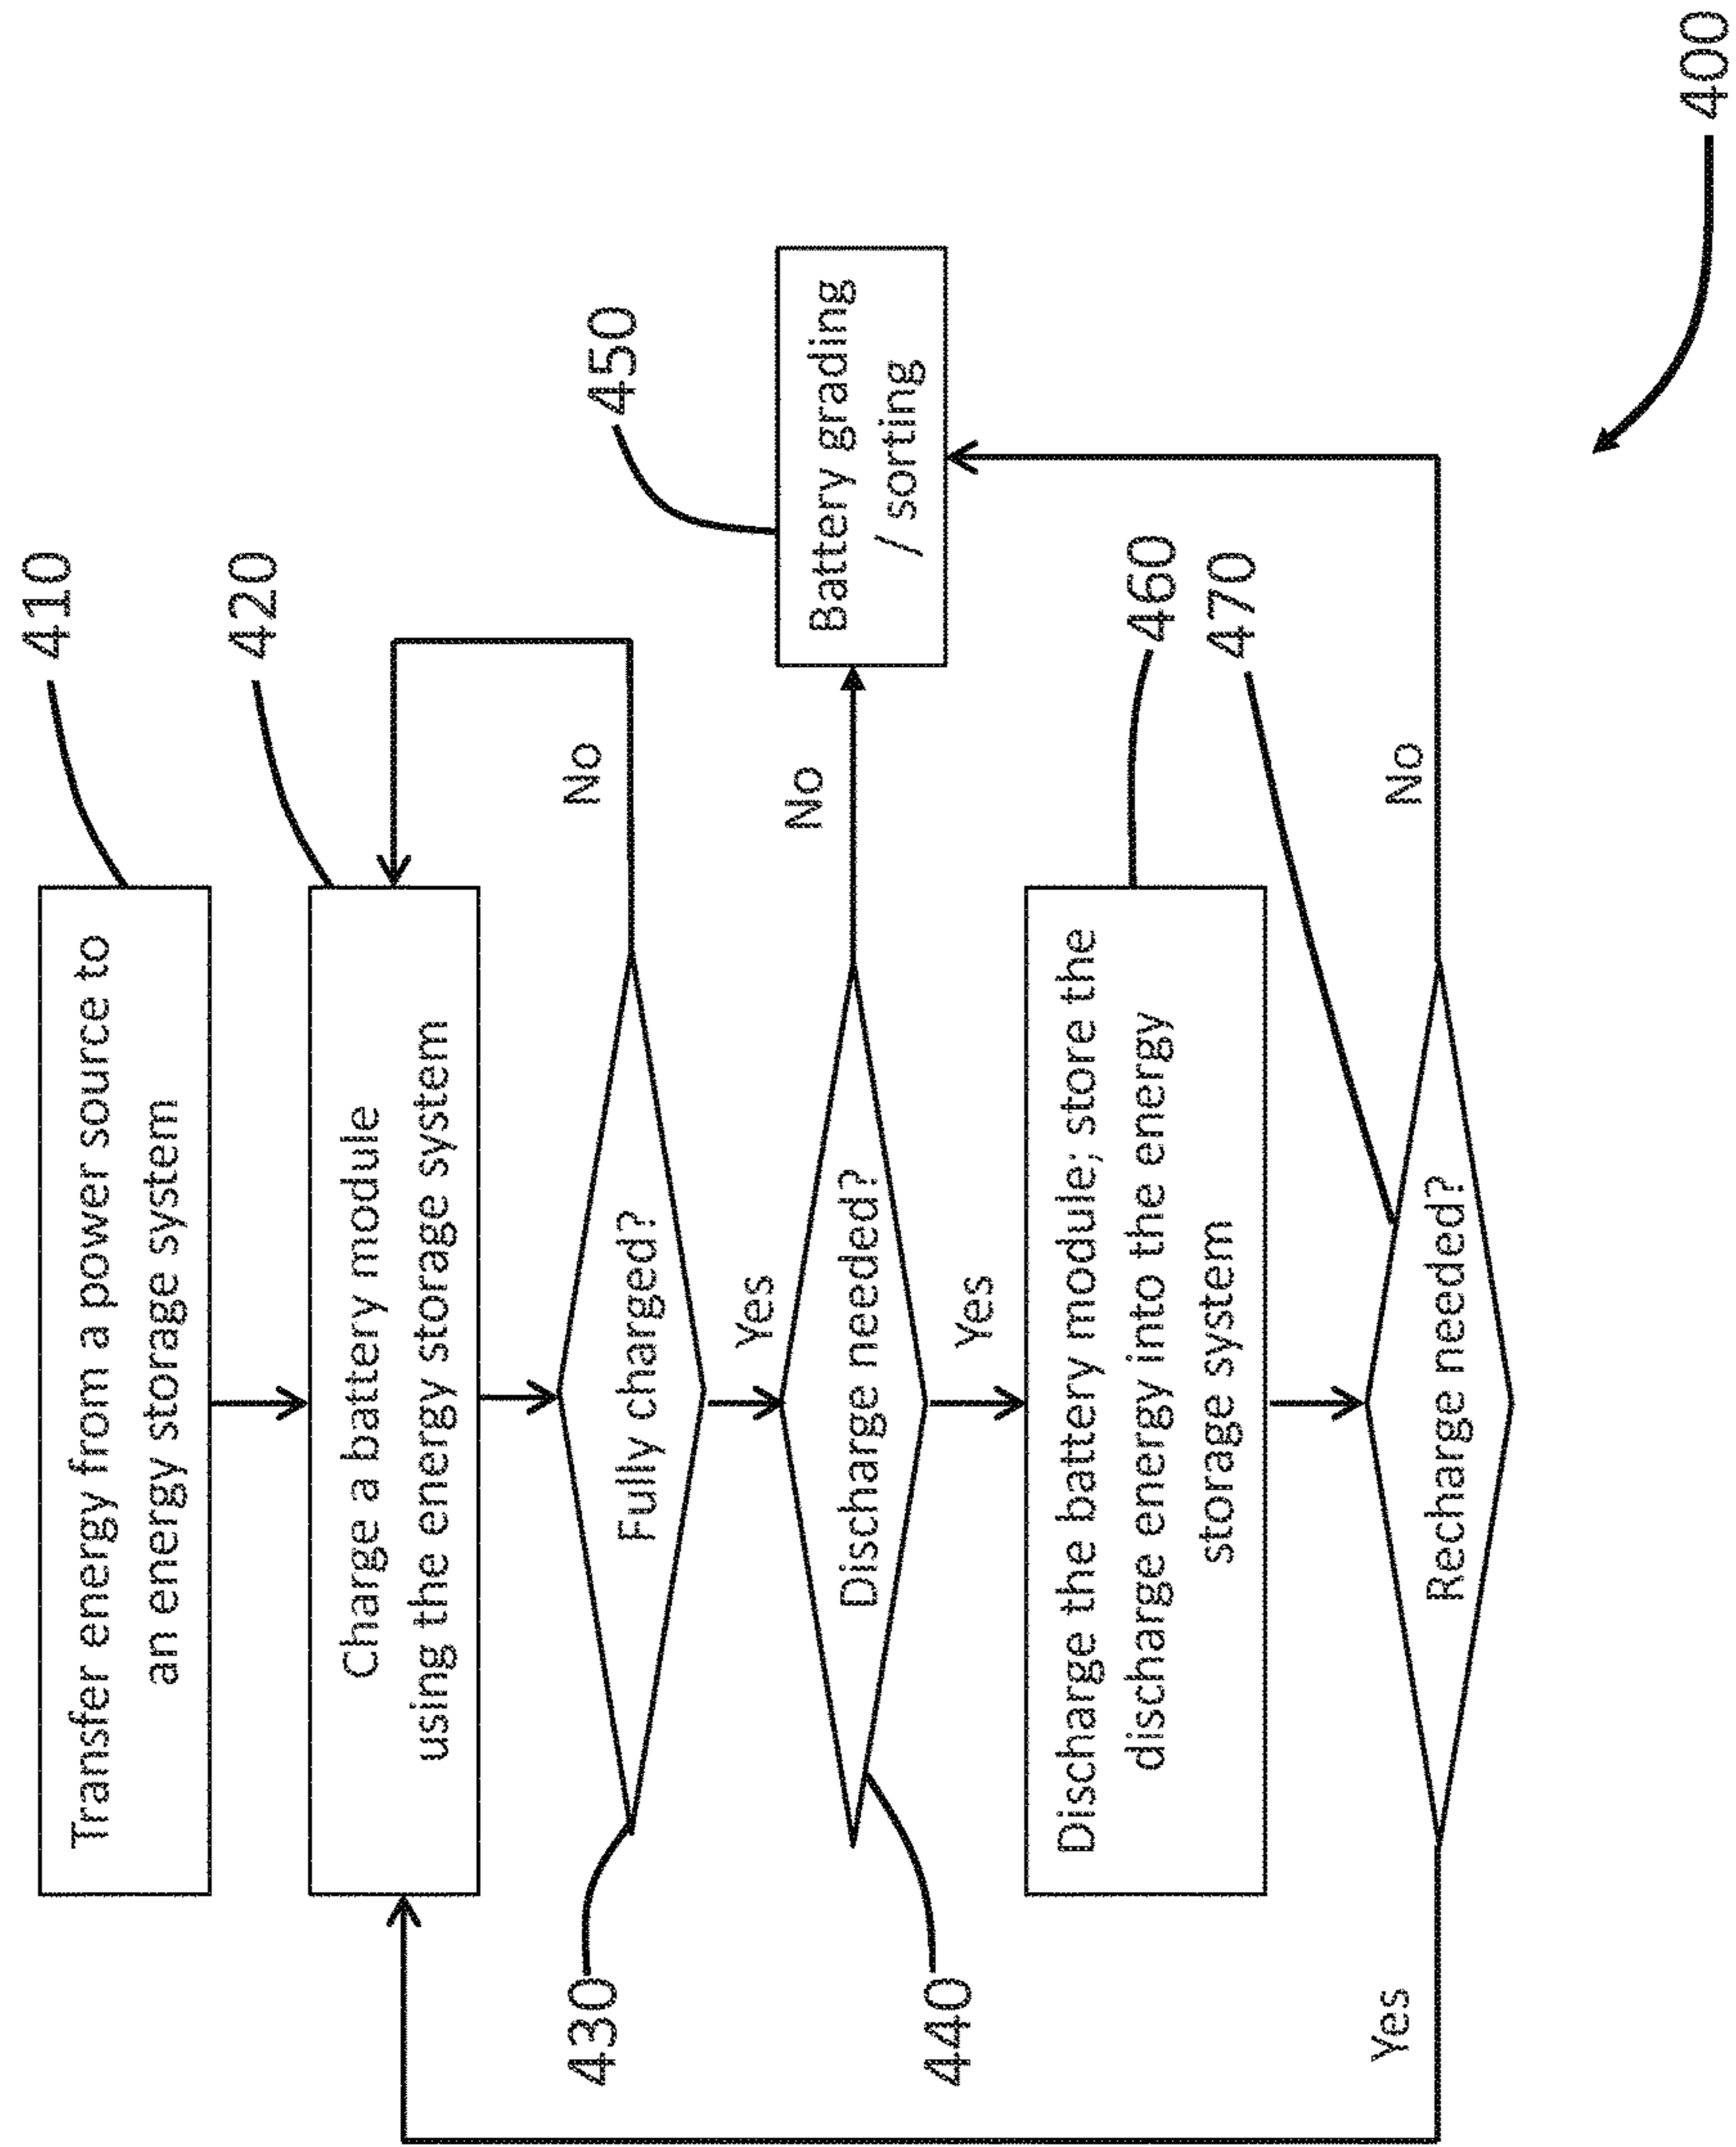 410
Transfer energy from a power source to
an energy storage system
420
Charge a battery module
using the energy storage system
430
Fully charged?
No
Yes
440
Discharge needed?
No
450
Battery grading
/ sorting
Yes
460
Discharge the battery module; store the
discharge energy into the energy
storage system
470
Recharge needed?
Yes
No
400